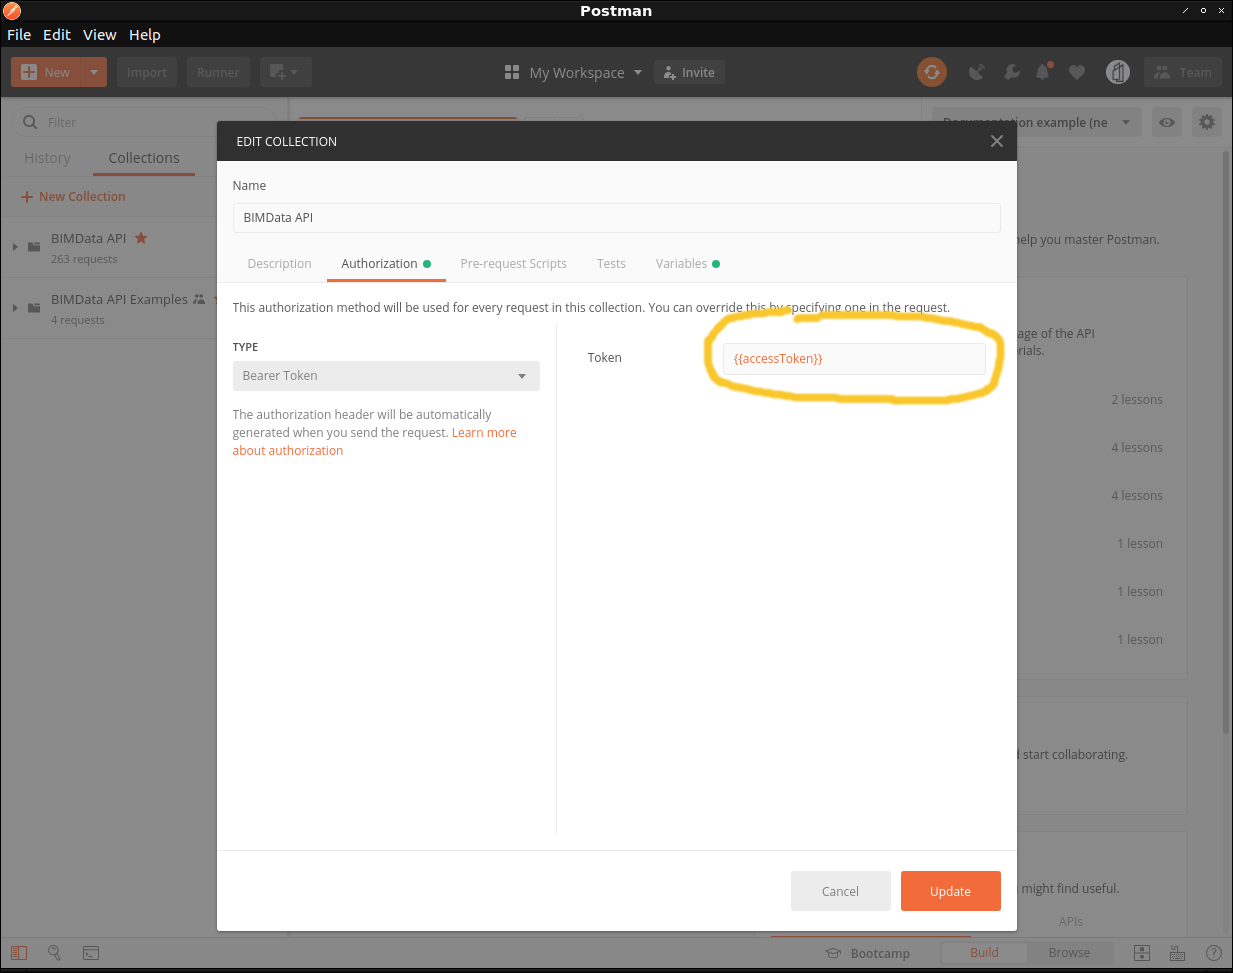 Postman
File Edit View Help
New Import Runner My Workspace Invite Team
Filter
Documentation example (ne
History Collections
New Collection
BIMData API
263 requests
BIMData API Examples
4 requests
EDIT COLLECTION
Name
BIMData API
Description Authorization Pre-request Scripts Tests Variables
This authorization method will be used for every request in this collection. You can override this by specifying one in the request.
TYPE
Bearer Token
The authorization header will be automatically
generated when you send the request. Learn more
about authorization
Token {{accessToken}}
Cancel Update
help you master Postman.
age of the API
rials.
2 lessons
4 lessons
4 lessons
1 lesson
1 lesson
1 lesson
d start collaborating.
might find useful.
APIs
Bootcamp Build Browse